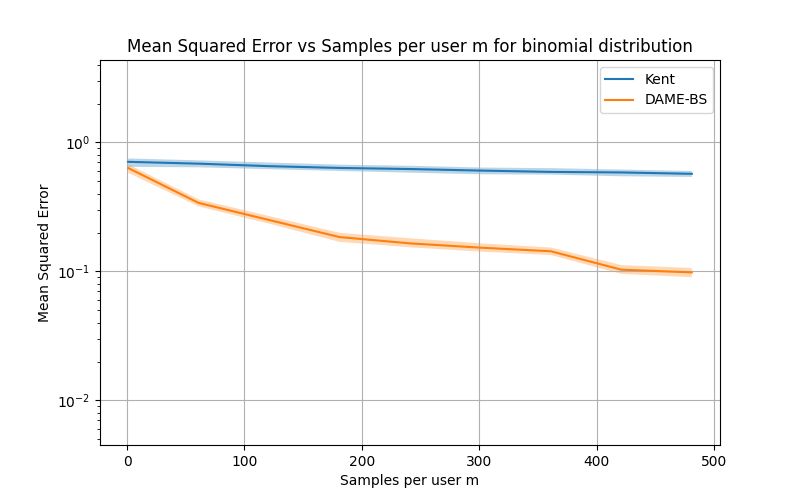 Mean Squared Error vs Samples per user m for binomial distribution
Kent
DAME-BS
Mean Squared Error
10⁰
10⁻¹
10⁻²
0 100 200 300 400 500
Samples per user m